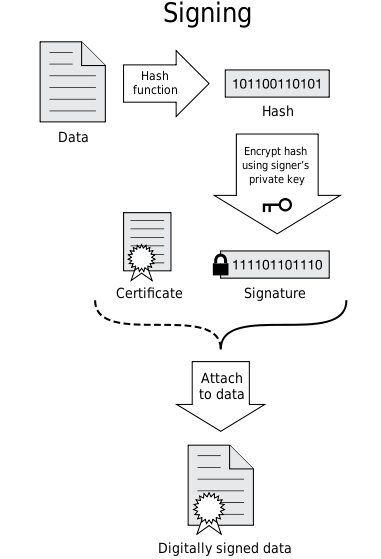 Signing
Hash
function
101100110101
Data
Hash
Encrypt hash
using signer's
private key
111101101110
Certificate
Signature
Attach
to data
Digitally signed data